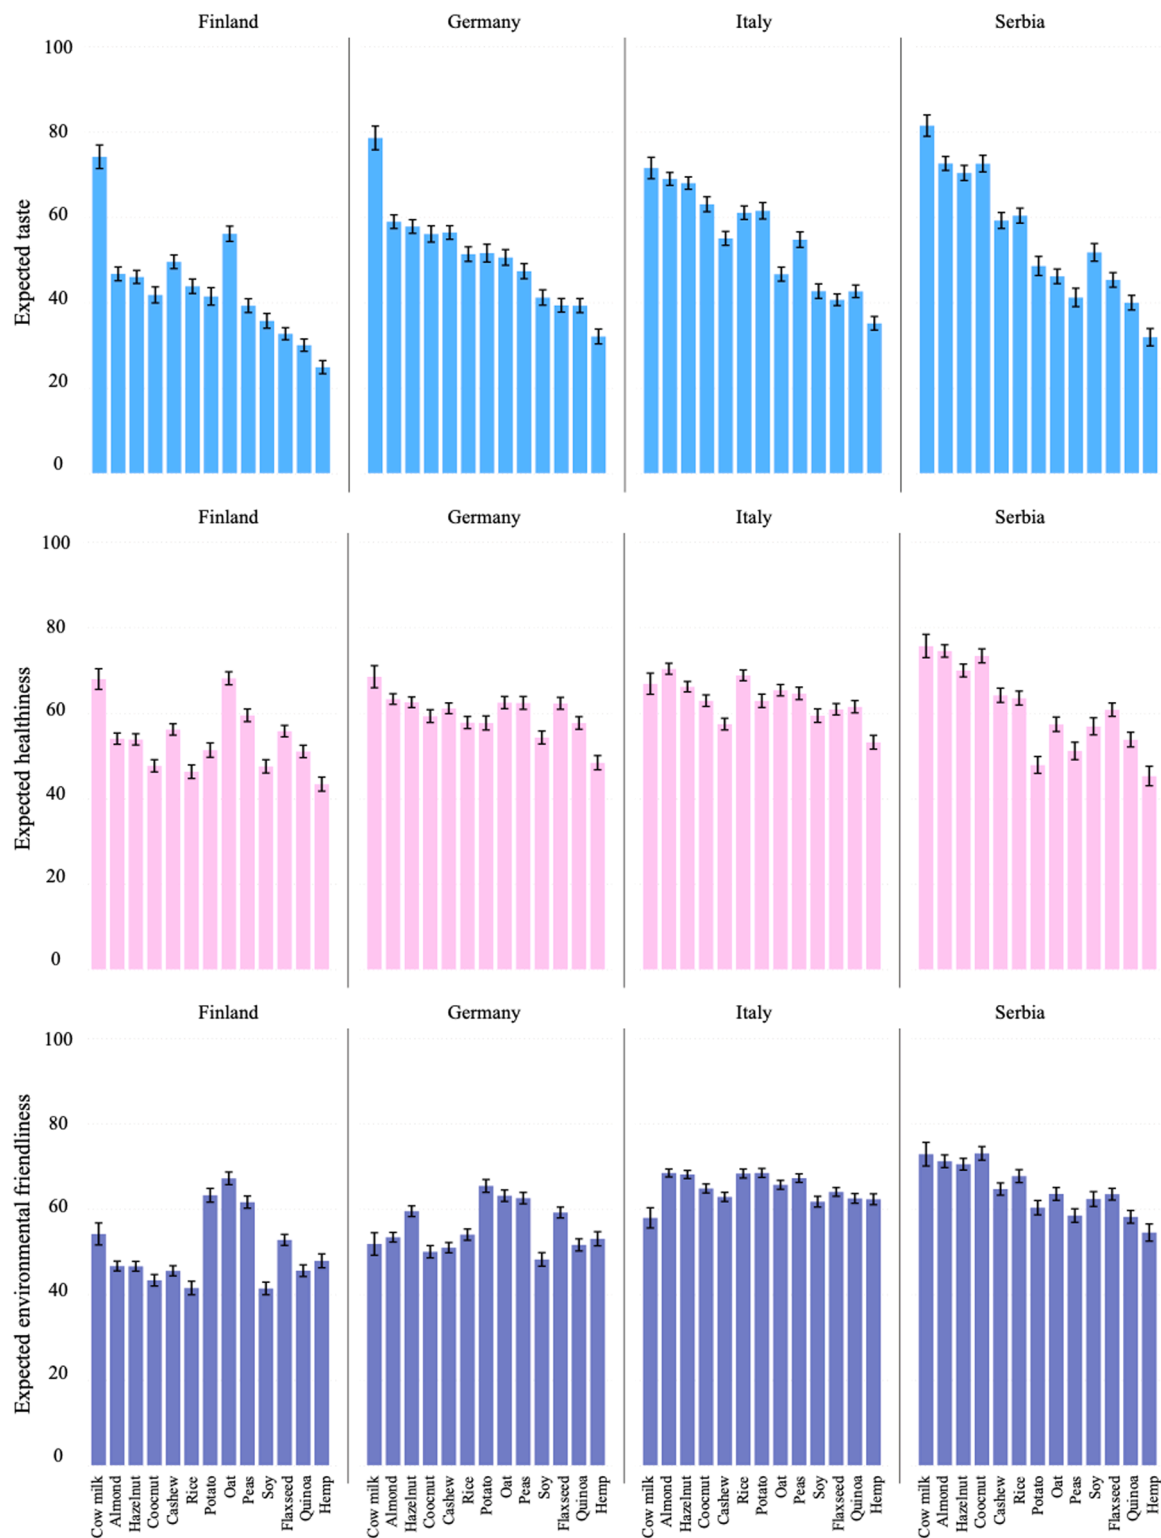 Finland Germany Italy Serbia
Expected taste
100
80
60
40
20
0
Finland Germany Italy Serbia
Expected healthiness
100
80
60
40
20
0
Finland Germany Italy Serbia
Expected environmental friendliness
100
80
60
40
20
0
Cow milk Almond Hazelnut Coocnut Cashew Rice Potato Oat Peas Soy Flaxseed Quinoa Hemp Cow milk Almond Hazelnut Coocnut Cashew Rice Potato Oat Peas Soy Flaxseed Quinoa Hemp Cow milk Almond Hazelnut Coocnut Cashew Rice Potato Oat Peas Soy Flaxseed Quinoa Hemp Cow milk Almond Hazelnut Coocnut Cashew Rice Potato Oat Peas Soy Flaxseed Quinoa Hemp